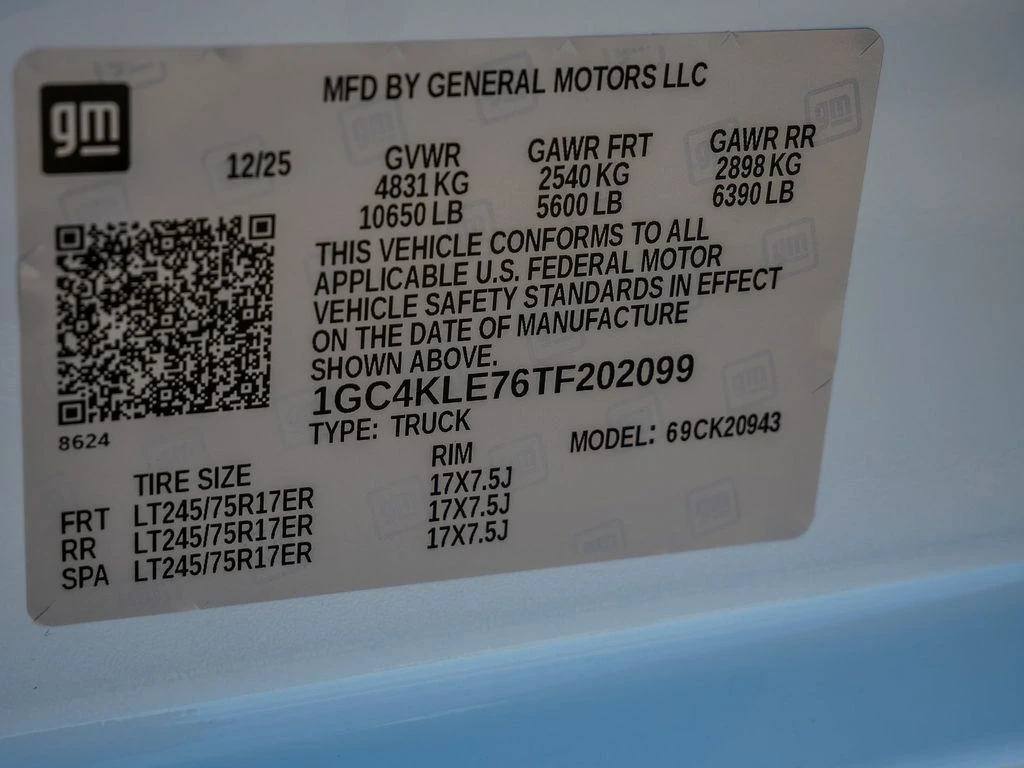 gm
MFD BY GENERAL MOTORS LLC
12/25 GVWR GAWR FRT GAWR RR
4831 KG 2540 KG 2898 KG
10650 LB 5600 LB 6390 LB
THIS VEHICLE CONFORMS TO ALL
APPLICABLE U.S. FEDERAL MOTOR
VEHICLE SAFETY STANDARDS IN EFFECT
ON THE DATE OF MANUFACTURE
SHOWN ABOVE.
1GC4KLE76TF202099
8624
TYPE: TRUCK MODEL: 69CK20943
TIRE SIZE RIM
FRT LT245/75R17ER 17X7.5J
RR LT245/75R17ER 17X7.5J
SPA LT245/75R17ER 17X7.5J